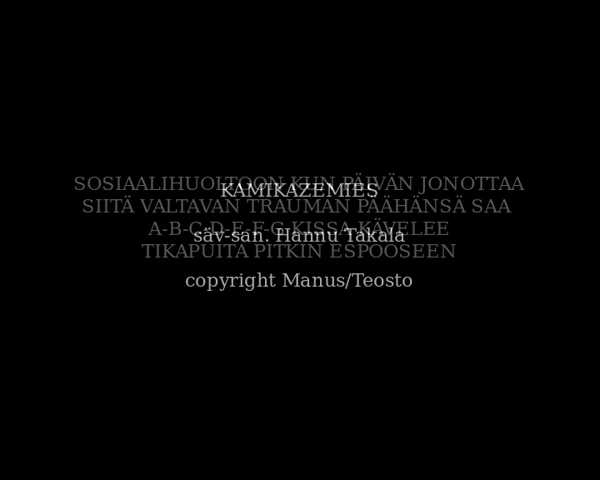 SOSIAALIHUOLTOON KUN PÄIVÄN JONOTTAA
KAMIKAZEMIES
SIITÄ VALTAVAN TRAUMAN PÄÄHÄNSÄ SAA
A-B-C-D-E-F-G KISSA KÄVELEE
säv-san. Hannu Takala
TIKAPUITA PITKIN ESPOOSEEN
copyright Manus/Teosto